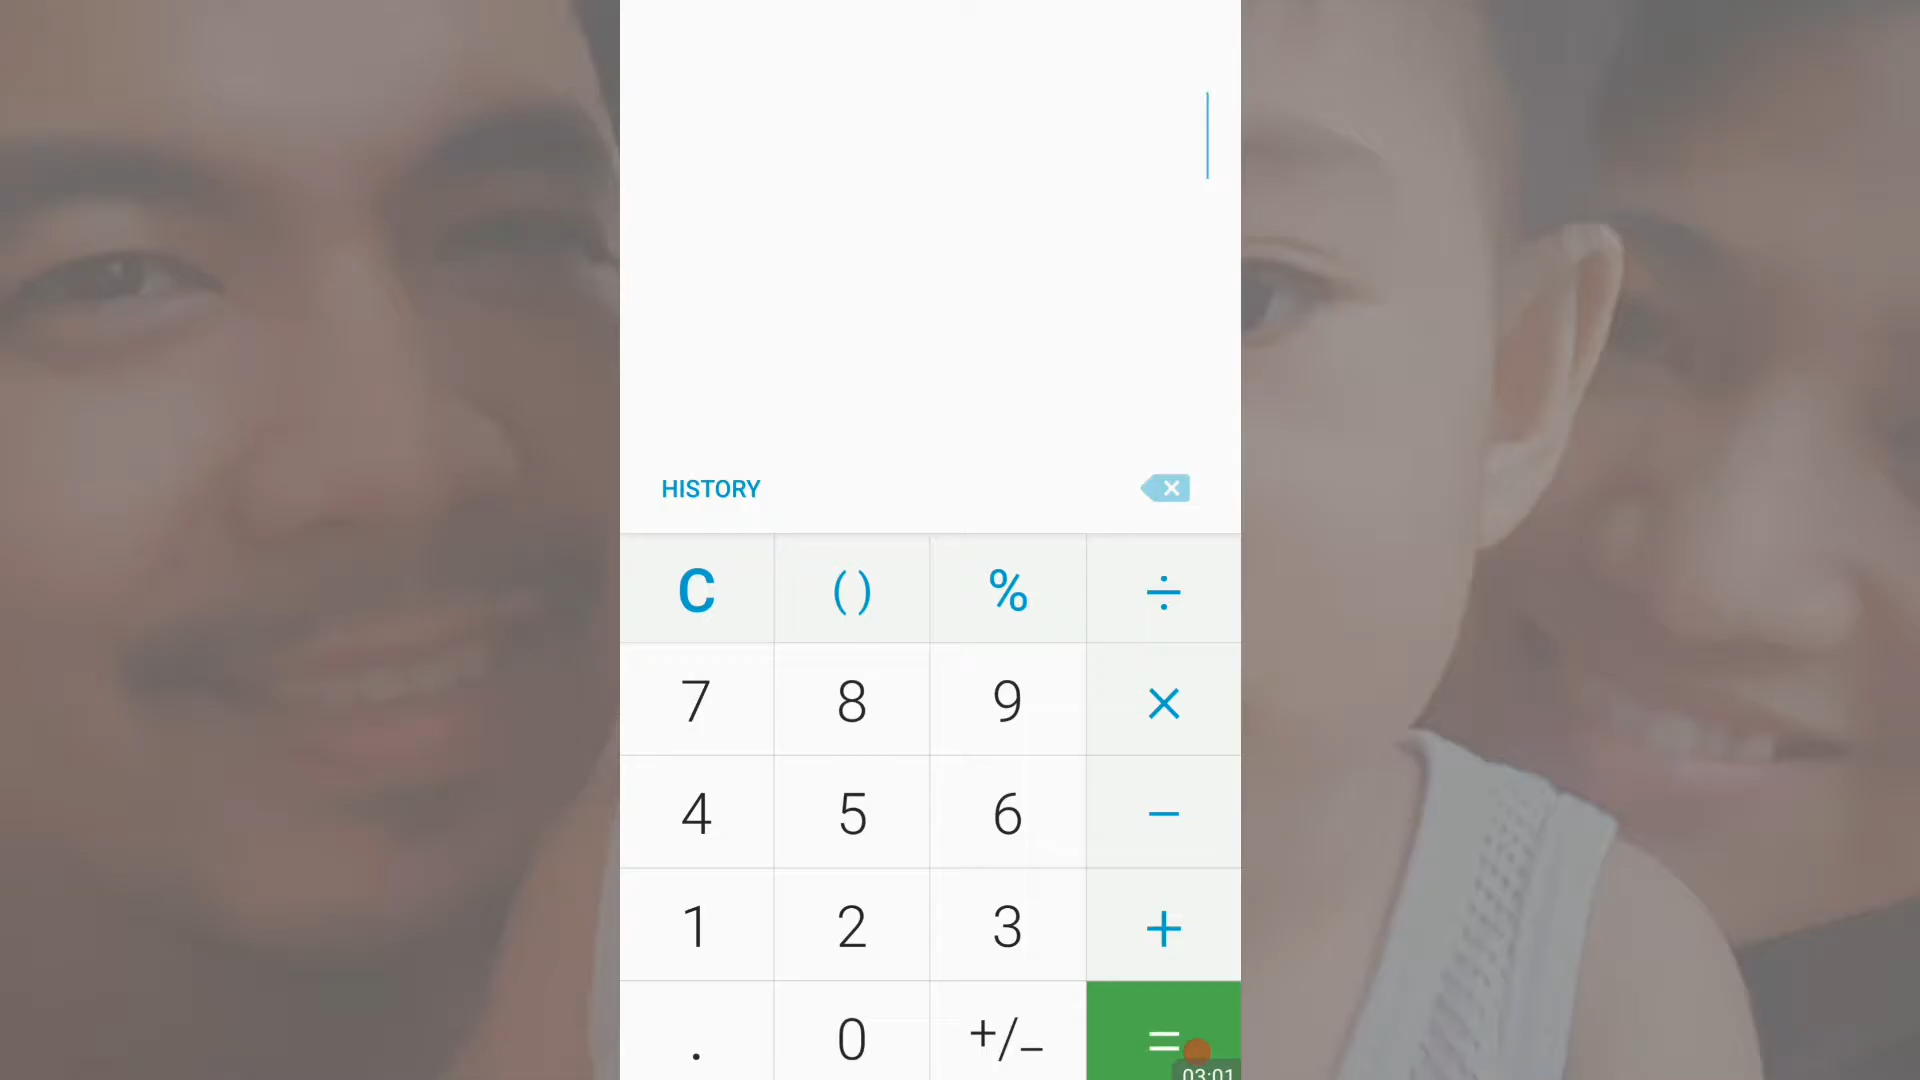 HISTORY
C ( ) % ÷
7 8 9 ×
4 5 6 −
1 2 3 +
. 0 +/− =
03:01